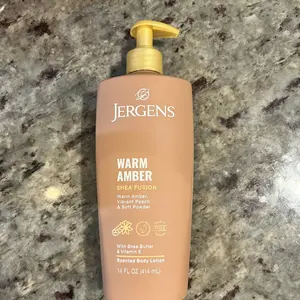 JERGENS
WARM
AMBER
SHEA FUSION
Warm Amber,
Vibrant Peach
& Soft Powder
With Shea Butter
& Vitamin E
Scented Body Lotion
14 FL OZ (414 mL)